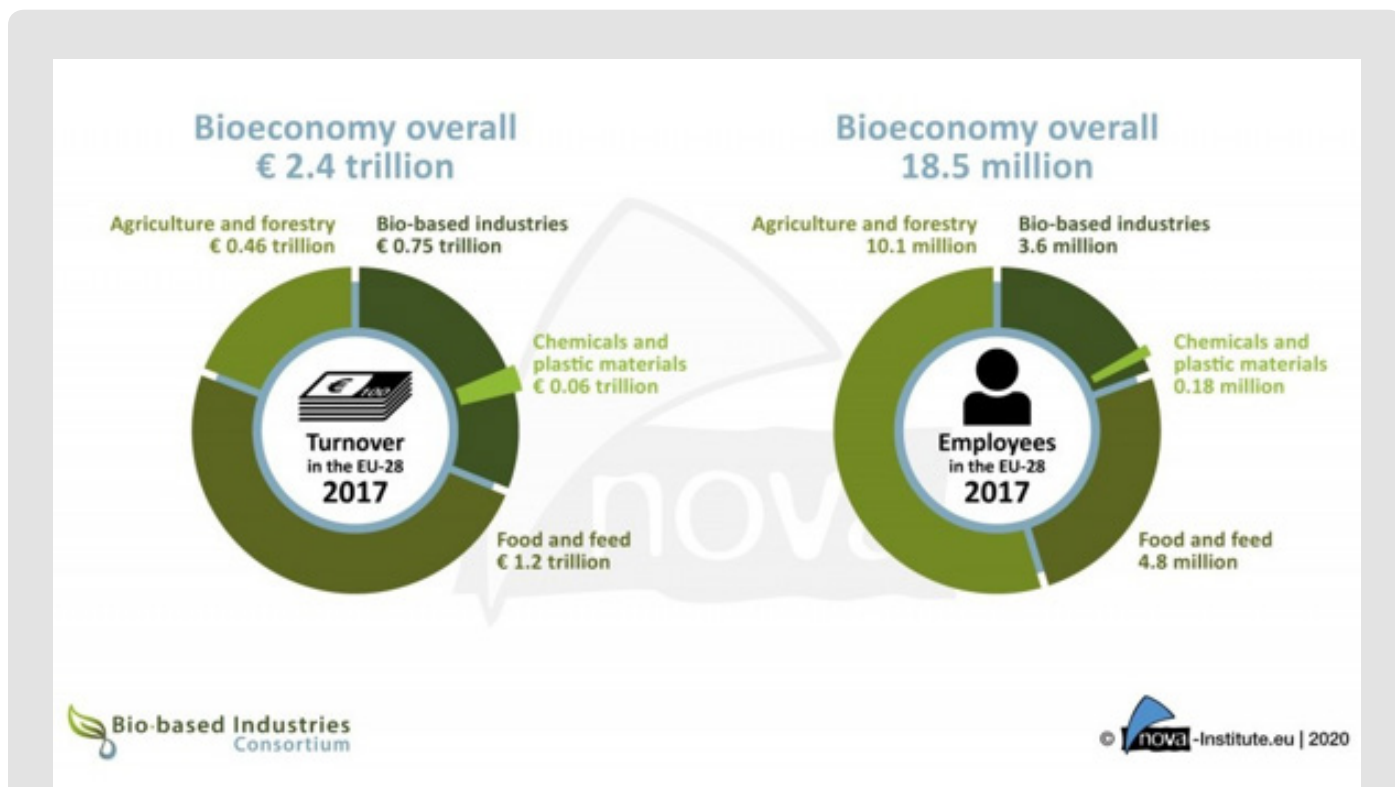 Bioeconomy overall
€ 2.4 trillion
Agriculture and forestry
€ 0.46 trillion
Bio-based industries
€ 0.75 trillion
Chemicals and
plastic materials
€ 0.06 trillion
Food and feed
€ 1.2 trillion
€ 100
Turnover
in the EU-28
2017
Bioeconomy overall
18.5 million
Agriculture and forestry
10.1 million
Bio-based industries
3.6 million
Chemicals and
plastic materials
0.18 million
Food and feed
4.8 million
Employees
in the EU-28
2017
nova
Bio-based Industries
Consortium
© nova-Institute.eu | 2020